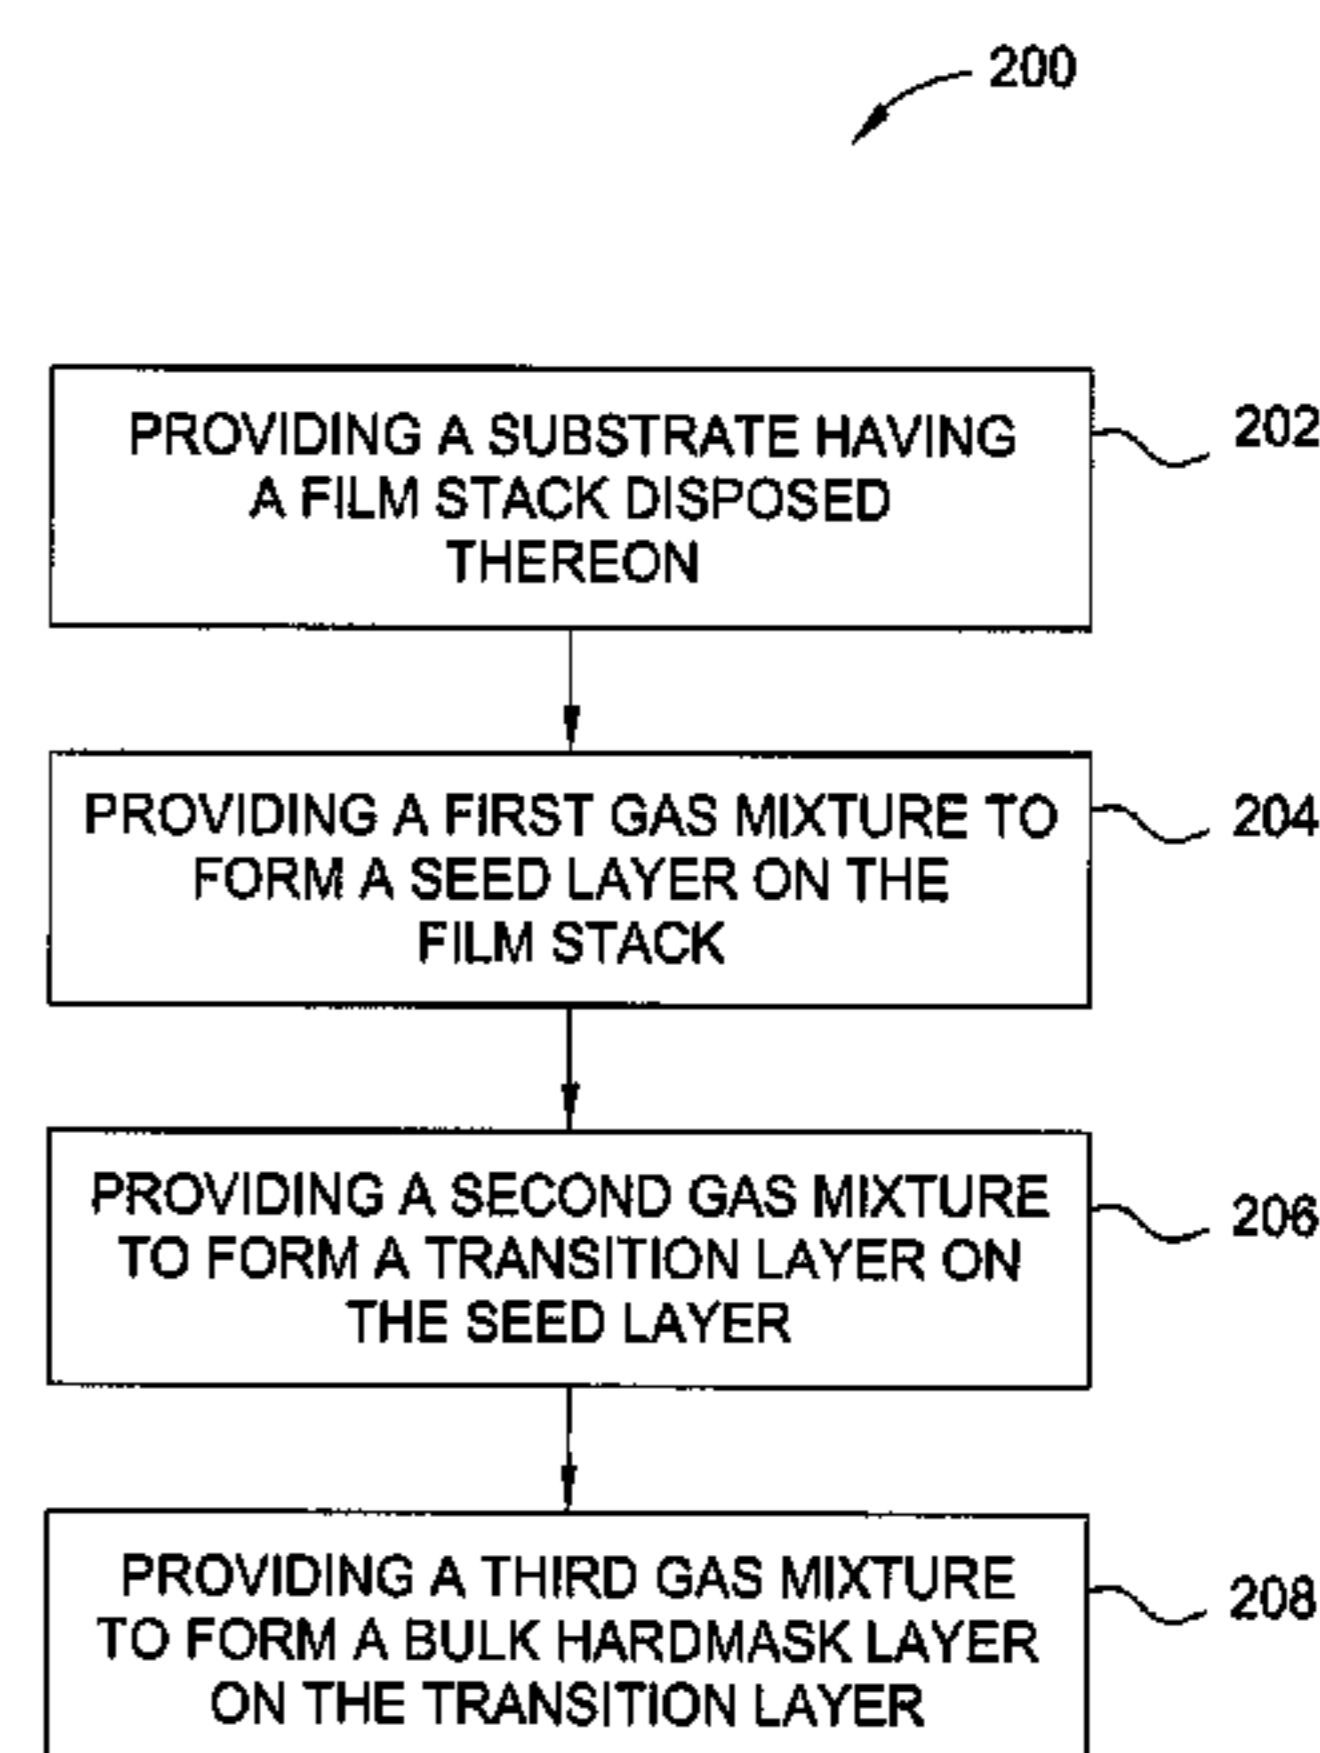 200
PROVIDING A SUBSTRATE HAVING
A FILM STACK DISPOSED
THEREON
202
PROVIDING A FIRST GAS MIXTURE TO
FORM A SEED LAYER ON THE
FILM STACK
204
PROVIDING A SECOND GAS MIXTURE
TO FORM A TRANSITION LAYER ON
THE SEED LAYER
206
PROVIDING A THIRD GAS MIXTURE
TO FORM A BULK HARDMASK LAYER
ON THE TRANSITION LAYER
208